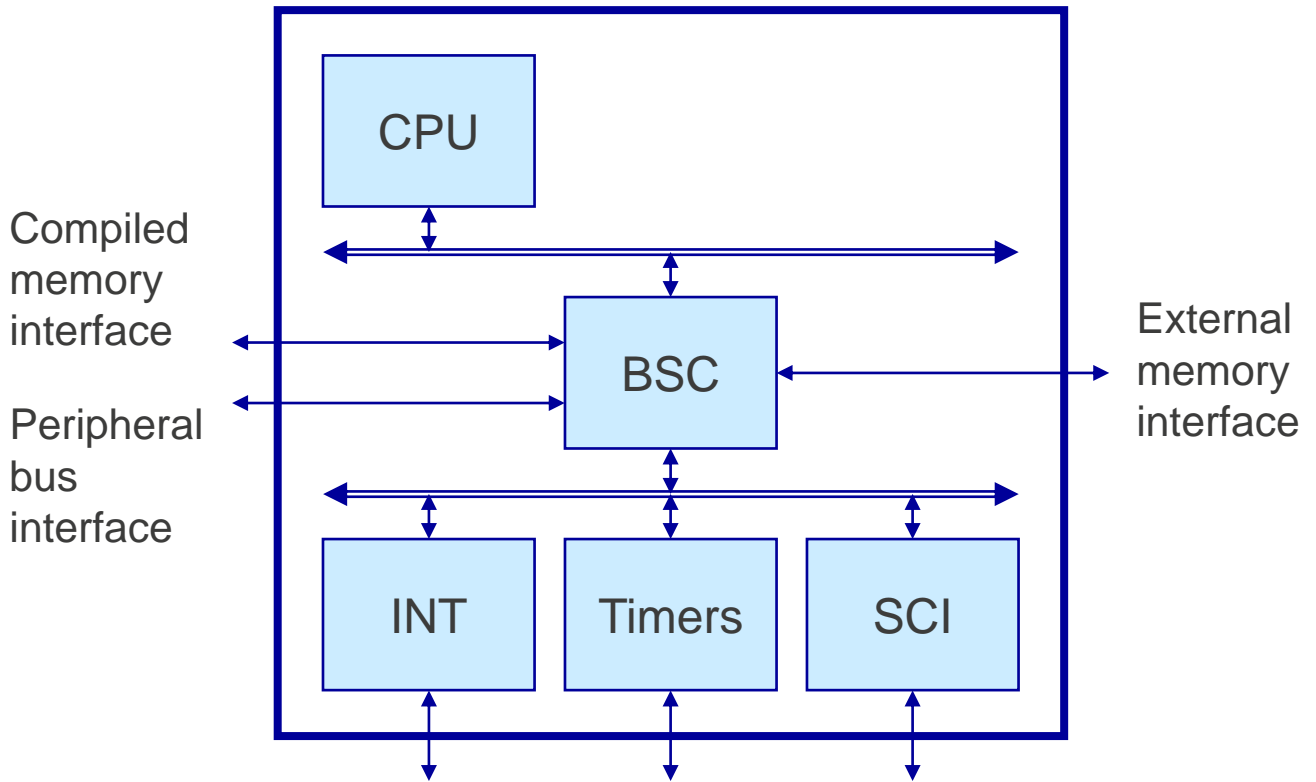 CPU
Compiled
memory
interface
BSC
External
memory
interface
Peripheral
bus
interface
INT
Timers
SCI